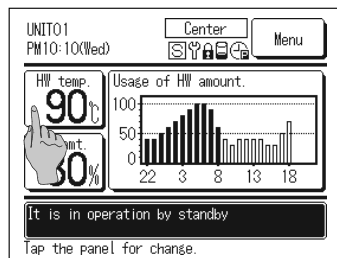 UNIT01
PM10:10(Wed)
Center
Menu
HW temp.
90℃
Usage of HW amount.
100
50
0
22 3 8 13 18
%
It is in operation by standby
Tap the panel for change.